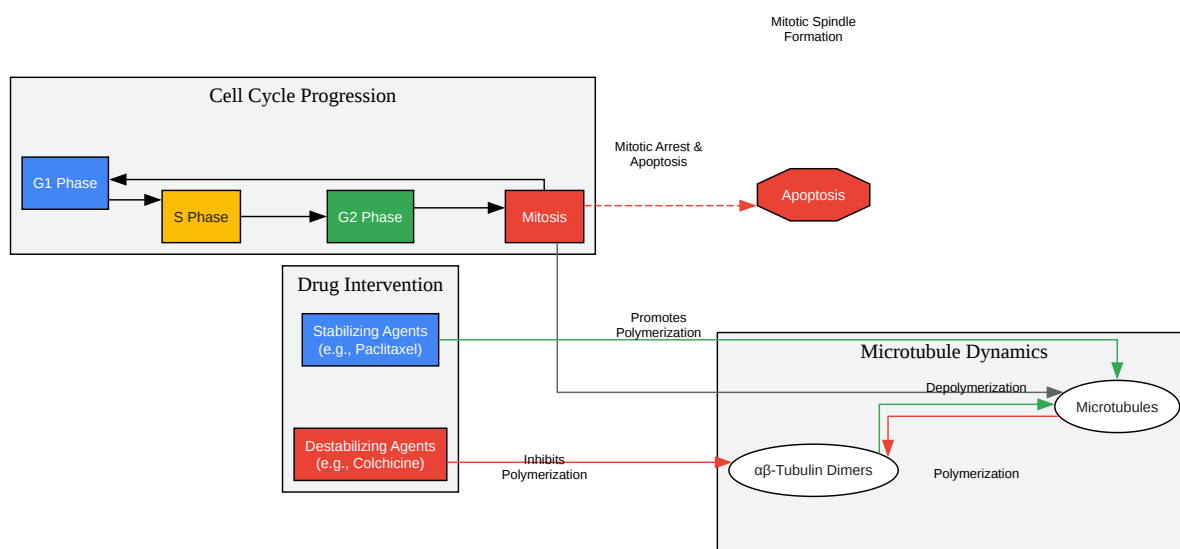 Mitotic Spindle
Formation
Cell Cycle Progression
Mitotic Arrest &
Apoptosis
G1 Phase
S Phase
G2 Phase
Mitosis
Apoptosis
Drug Intervention
Stabilizing Agents
(e.g., Paclitaxel)
Promotes
Polymerization
Microtubule Dynamics
Depolymerization
Microtubules
Destabilizing Agents
(e.g., Colchicine)
Inhibits
Polymerization
αβ-Tubulin Dimers
Polymerization